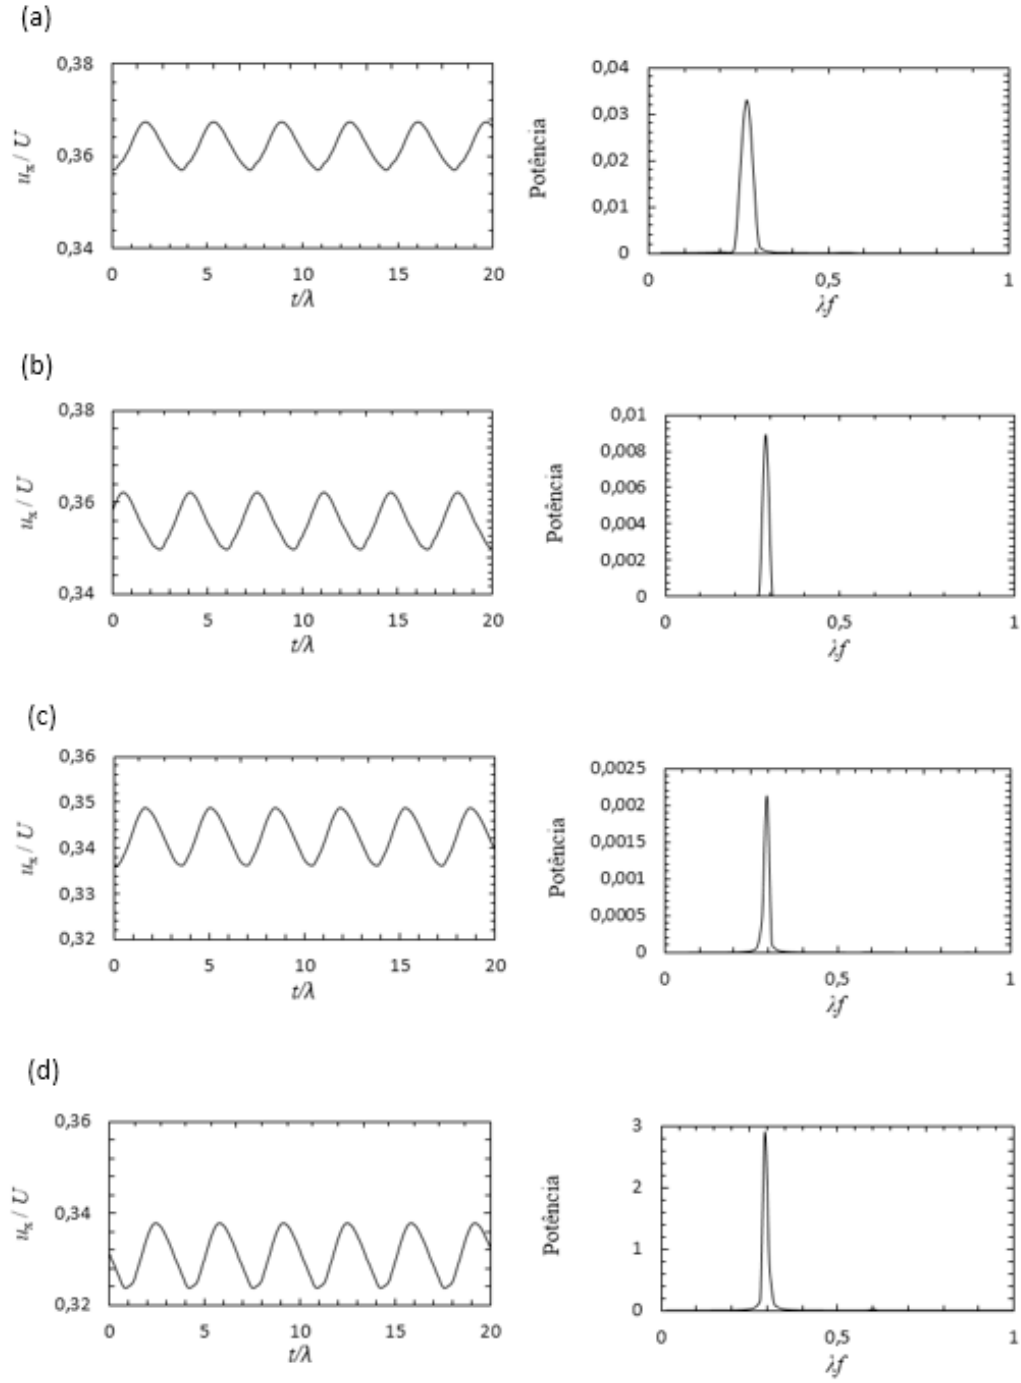 (a)
0,38
0,36
0,34
u_x / U
0 5 10 15 20
t/λ
0,04
0,03
0,02
0,01
0
Potência
0 0,5 1
λf
(b)
0,38
0,36
0,34
u_x / U
0 5 10 15 20
t/λ
0,01
0,008
0,006
0,004
0,002
0
Potência
0 0,5 1
λf
(c)
0,36
0,35
0,34
0,33
0,32
u_x / U
0 5 10 15 20
t/λ
0,0025
0,002
0,0015
0,001
0,0005
0
Potência
0 0,5 1
λf
(d)
0,36
0,34
0,32
u_x / U
0 5 10 15 20
t/λ
3
2
1
0
Potência
0 0,5 1
λf